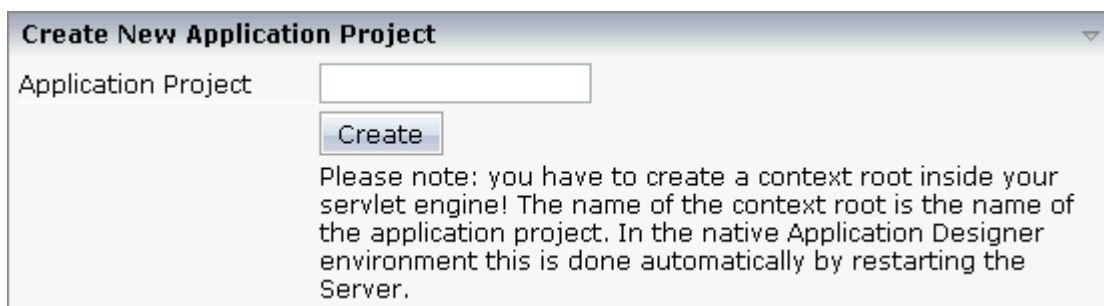 Create New Application Project
Application Project
Create
Please note: you have to create a context root inside your
servlet engine! The name of the context root is the name of
the application project. In the native Application Designer
environment this is done automatically by restarting the
Server.